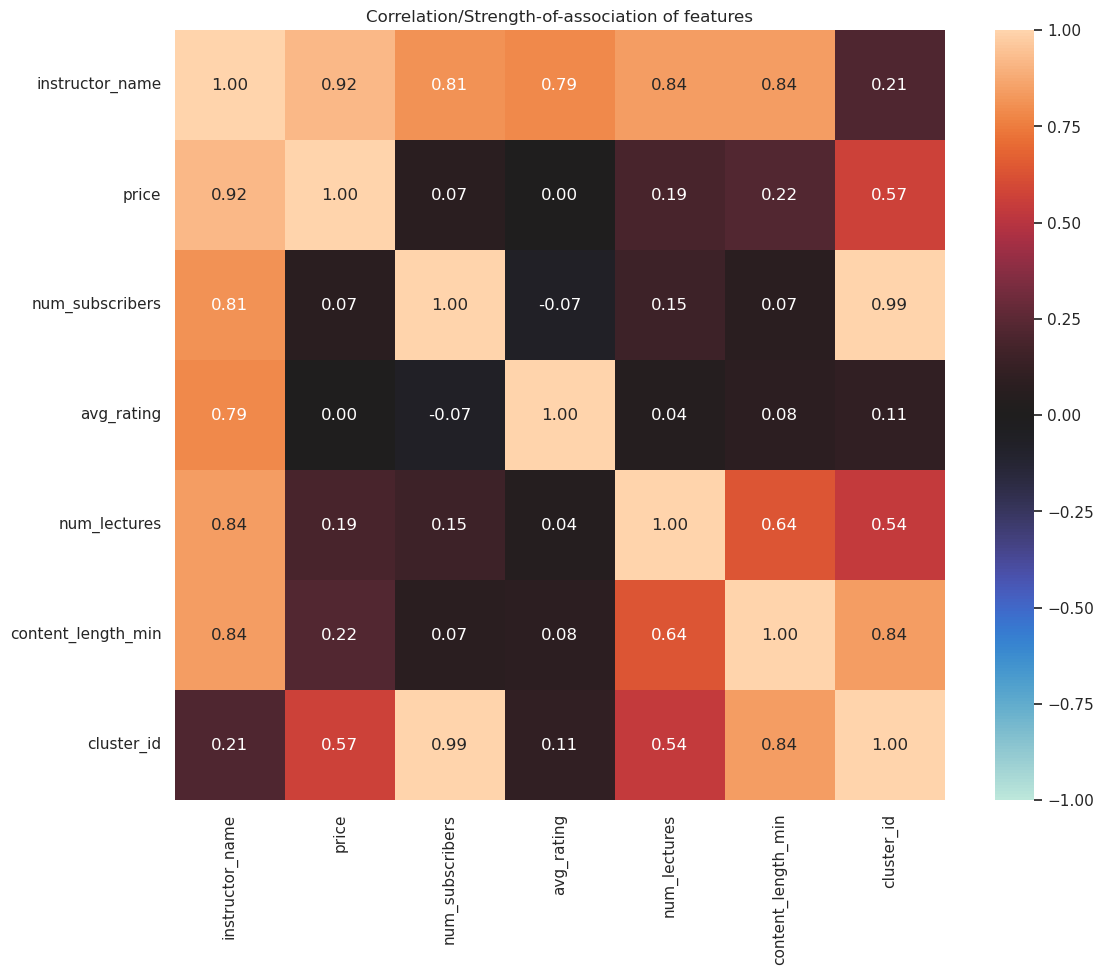 Correlation/Strength-of-association of features
instructor_name 1.00 0.92 0.81 0.79 0.84 0.84 0.21
price 0.92 1.00 0.07 0.00 0.19 0.22 0.57
num_subscribers 0.81 0.07 1.00 -0.07 0.15 0.07 0.99
avg_rating 0.79 0.00 -0.07 1.00 0.04 0.08 0.11
num_lectures 0.84 0.19 0.15 0.04 1.00 0.64 0.54
content_length_min 0.84 0.22 0.07 0.08 0.64 1.00 0.84
cluster_id 0.21 0.57 0.99 0.11 0.54 0.84 1.00
instructor_name
price
num_subscribers
avg_rating
num_lectures
content_length_min
cluster_id
1.00
0.75
0.50
0.25
0.00
−0.25
−0.50
−0.75
−1.00